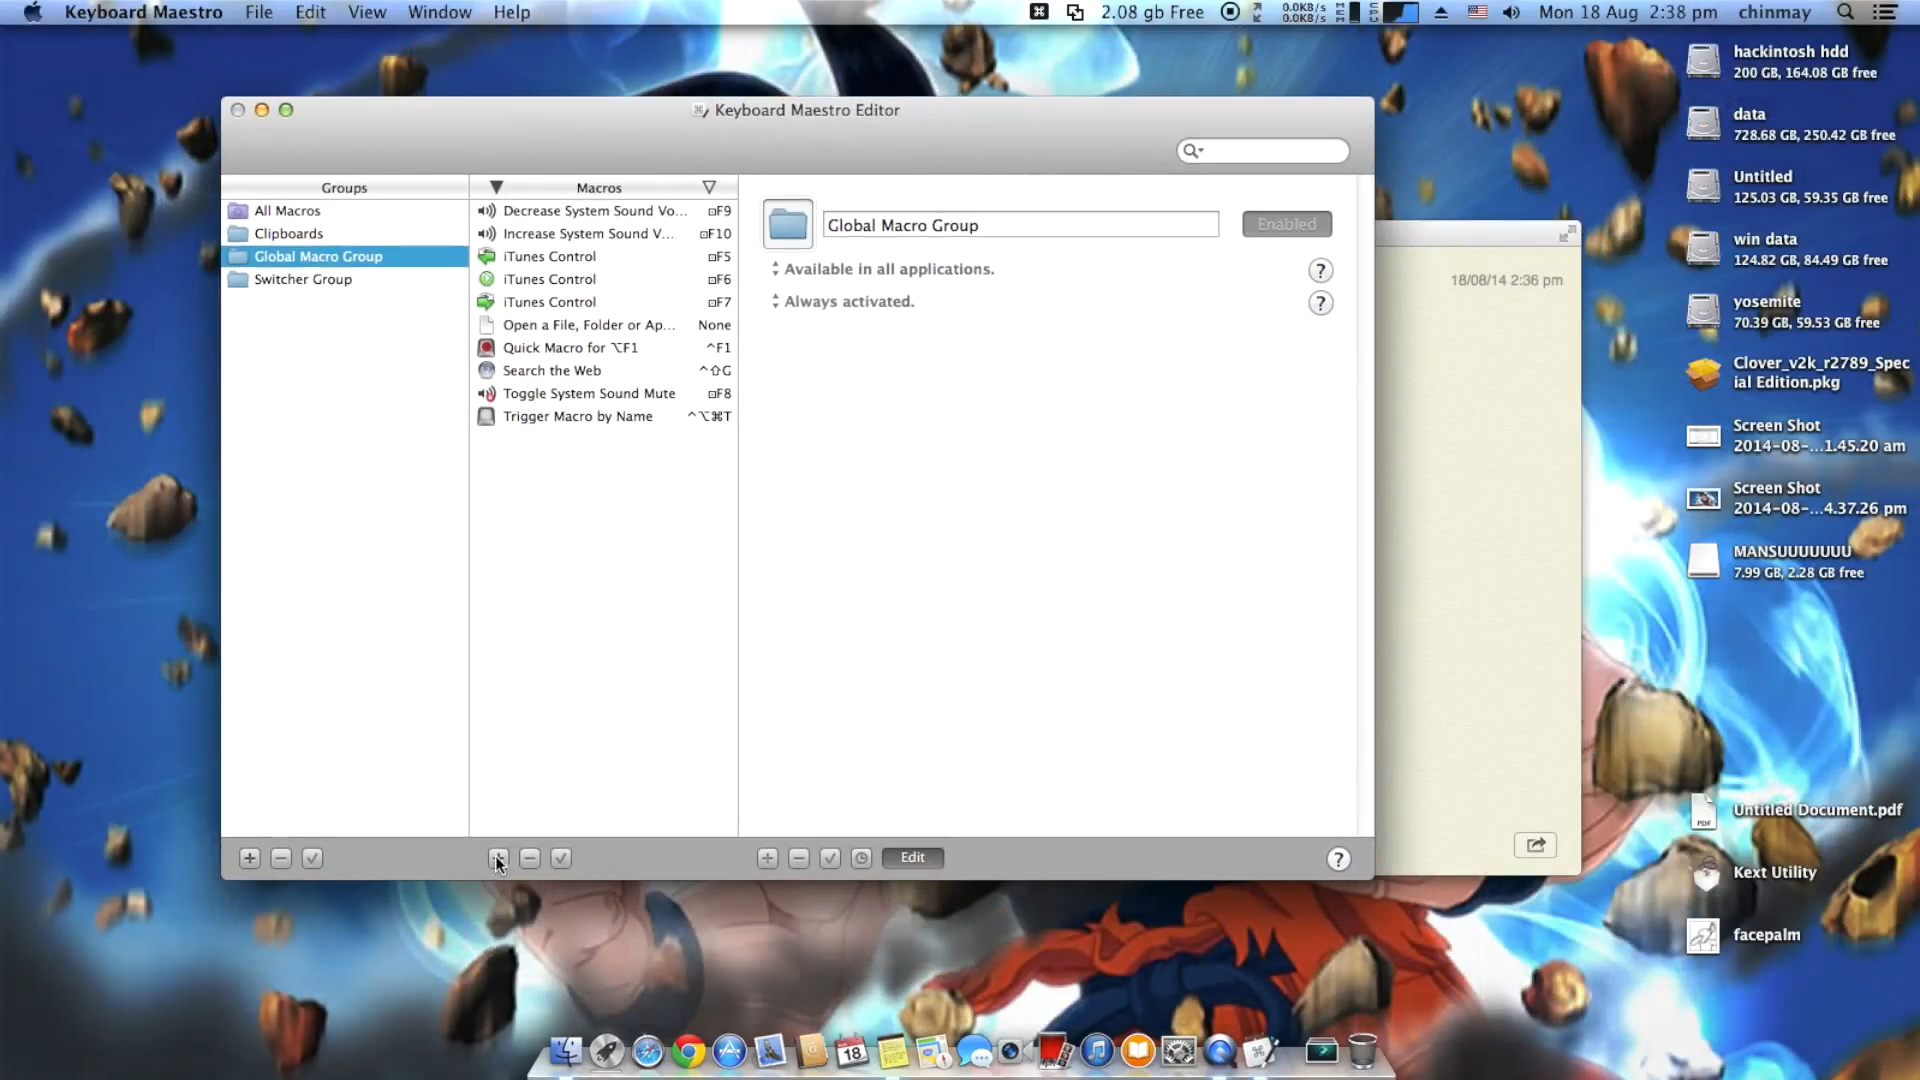 Keyboard Maestro File Edit View Window Help
2.08 gb Free 0.0KB/s 0.0KB/s Mon 18 Aug 2:38 pm chinmay
Keyboard Maestro Editor
Groups
All Macros
Clipboards
Global Macro Group
Switcher Group
Macros
Decrease System Sound Vo... ⊡F9
Increase System Sound V... ⊡F10
iTunes Control ⊡F5
iTunes Control ⊡F6
iTunes Control ⊡F7
Open a File, Folder or Ap... None
Quick Macro for ⌥F1 ^F1
Search the Web ^⇧G
Toggle System Sound Mute ⊡F8
Trigger Macro by Name ^⌥⌘T
Global Macro Group Enabled
Available in all applications. ?
Always activated. ?
Edit ?
18/08/14 2:36 pm
hackintosh hdd
200 GB, 164.08 GB free
data
728.68 GB, 250.42 GB free
Untitled
125.03 GB, 59.35 GB free
win data
124.82 GB, 84.49 GB free
yosemite
70.39 GB, 59.53 GB free
Clover_v2k_r2789_Spec
ial Edition.pkg
Screen Shot
2014-08-...1.45.20 am
Screen Shot
2014-08-...4.37.26 pm
MANSUUUUUUU
7.99 GB, 2.28 GB free
PDF
Untitled Document.pdf
Kext Utility
facepalm
18